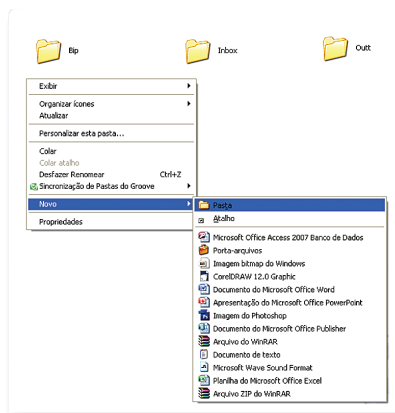 Bip
Inbox
Outt
Exibir
Organizar ícones
Atualizar
Personalizar esta pasta...
Colar
Colar atalho
Desfazer Renomear Ctrl+Z
Sincronização de Pastas do Groove
Novo
Propriedades
Pasta
Atalho
Microsoft Office Access 2007 Banco de Dados
Porta-arquivos
Imagem bitmap do Windows
CorelDRAW 12.0 Graphic
Documento do Microsoft Office Word
Apresentação do Microsoft Office PowerPoint
Imagem do Photoshop
Documento do Microsoft Office Publisher
Arquivo do WinRAR
Documento de texto
Microsoft Wave Sound Format
Planilha do Microsoft Office Excel
Arquivo ZIP do WinRAR